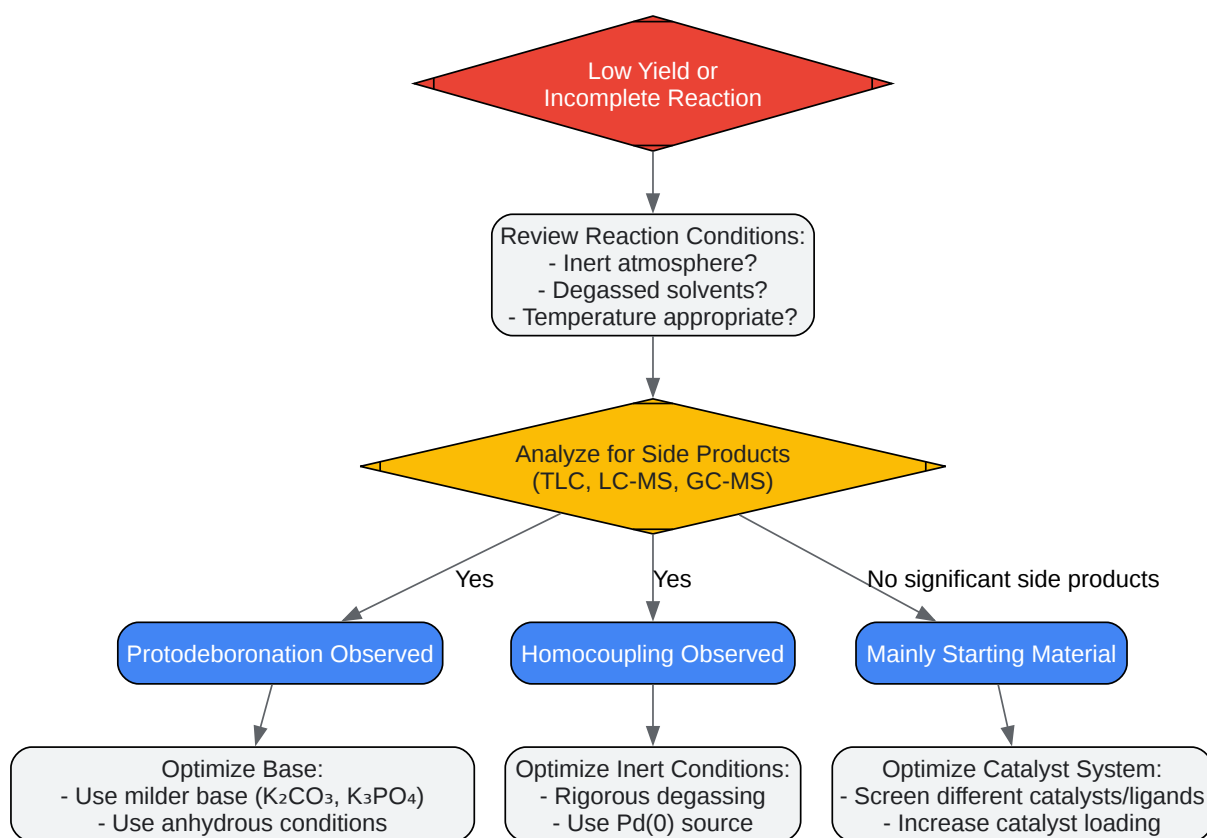 Low Yield or
Incomplete Reaction
Review Reaction Conditions:
- Inert atmosphere?
- Degassed solvents?
- Temperature appropriate?
Analyze for Side Products
(TLC, LC-MS, GC-MS)
Yes
Yes
No significant side products
Protodeboronation Observed
Homocoupling Observed
Mainly Starting Material
Optimize Base:
- Use milder base (K₂CO₃, K₃PO₄)
- Use anhydrous conditions
Optimize Inert Conditions:
- Rigorous degassing
- Use Pd(0) source
Optimize Catalyst System:
- Screen different catalysts/ligands
- Increase catalyst loading